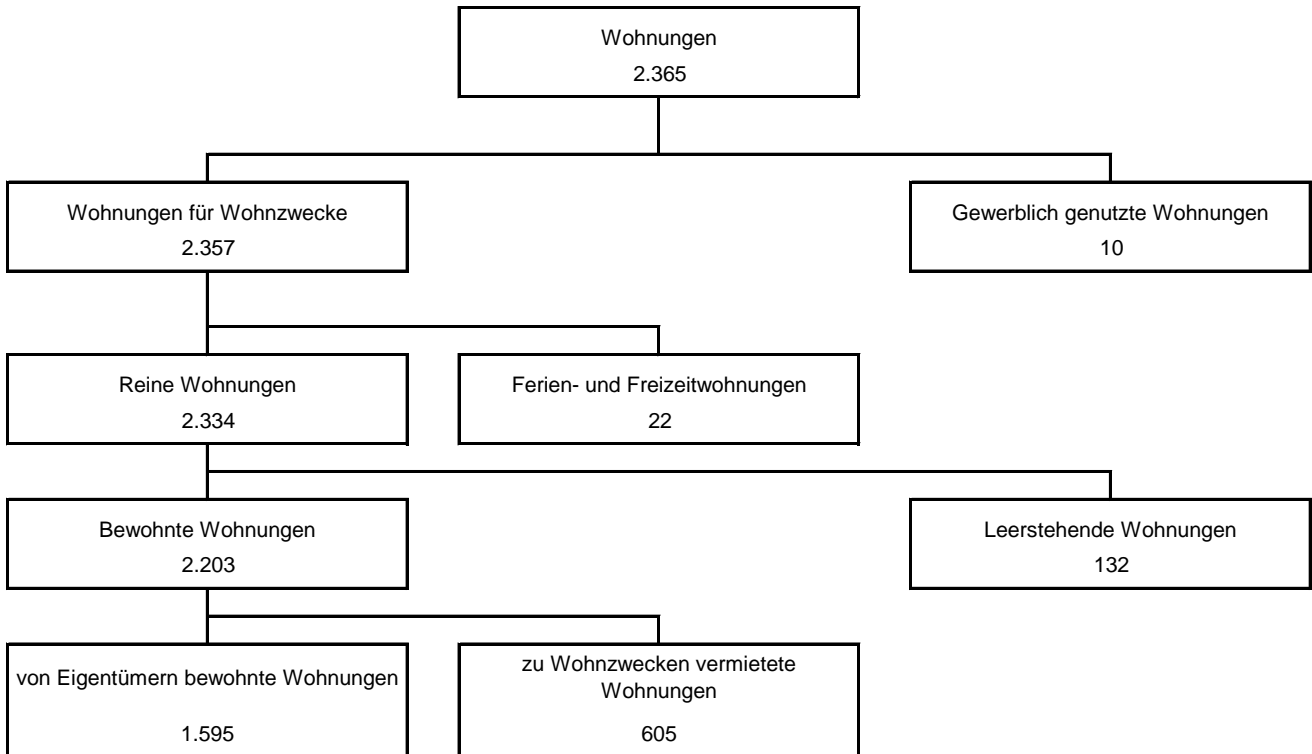 Wohnungen
2.365
Wohnungen für Wohnzwecke
2.357
Gewerblich genutzte Wohnungen
10
Reine Wohnungen
2.334
Ferien- und Freizeitwohnungen
22
Bewohnte Wohnungen
2.203
Leerstehende Wohnungen
132
von Eigentümern bewohnte Wohnungen
1.595
zu Wohnzwecken vermietete
Wohnungen
605